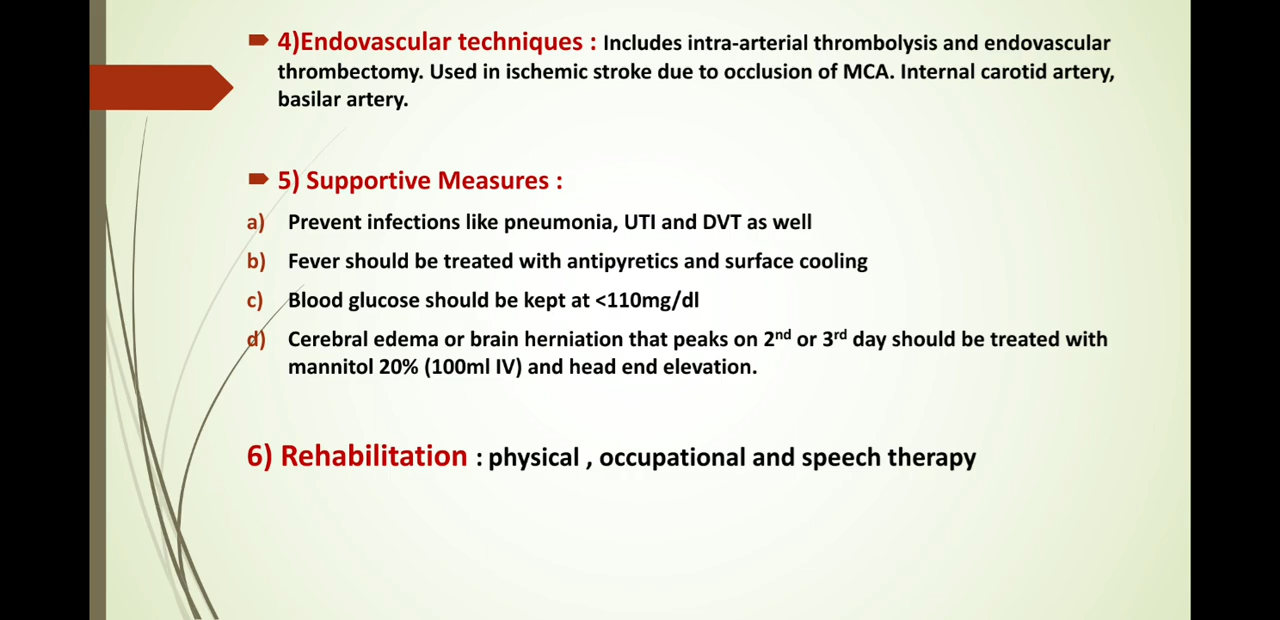 4)Endovascular techniques : Includes intra-arterial thrombolysis and endovascular
thrombectomy. Used in ischemic stroke due to occlusion of MCA. Internal carotid artery,
basilar artery.
5) Supportive Measures :
a) Prevent infections like pneumonia, UTI and DVT as well
b) Fever should be treated with antipyretics and surface cooling
c) Blood glucose should be kept at <110mg/dl
d) Cerebral edema or brain herniation that peaks on 2nd or 3rd day should be treated with
mannitol 20% (100ml IV) and head end elevation.
6) Rehabilitation : physical , occupational and speech therapy